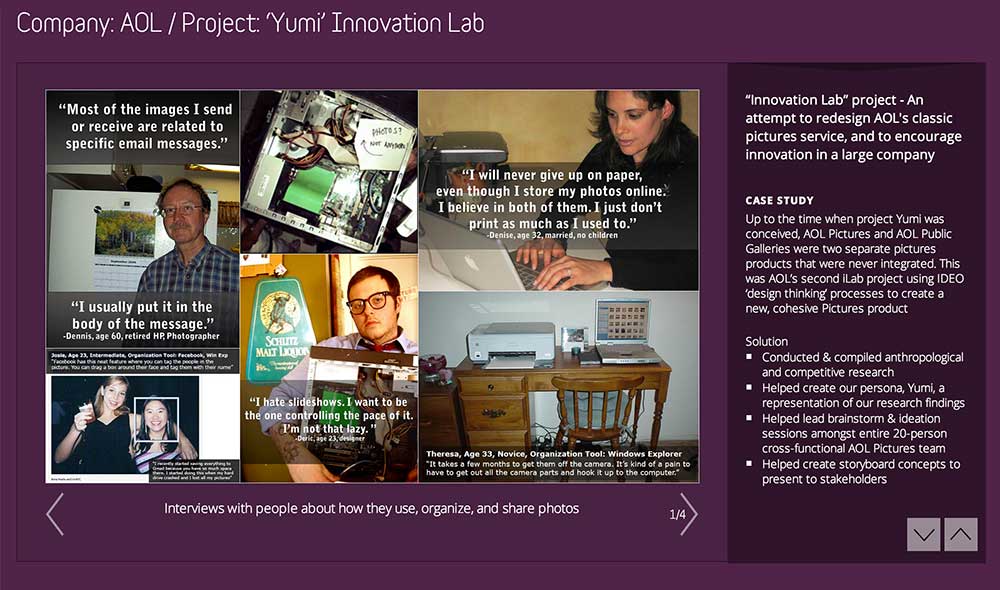 Company: AOL / Project: ‘Yumi’ Innovation Lab
“Most of the images I send
or receive are related to
specific email messages.”
“I usually put it in the
body of the message.”
-Dennis, age 60, retired HP, Photographer
Josie, Age 23, Intermediate, Organization Tool: Facebook, Win Exp
"Facebook has this neat feature where you can tag the people in the
picture. You can drag a box around their face and tag them with their name"
"I recently started saving everything to
Gmail because you have so much space
there. I started doing this when my hard
drive crashed and I lost all my pictures"
PHOTOS?
NOT ANYMORE!
SCHLITZ
MALT LIQUOR
“I hate slideshows. I want to be
the one controlling the pace of it.
I’m not that lazy. ”
-Deric, age 23, designer
“I will never give up on paper,
even though I store my photos online.
I believe in both of them. I just don’t
print as much as I used to.”
-Denise, age 32, married, no children
Theresa, Age 33, Novice, Organization Tool: Windows Explorer
"It takes a few months to get them off the camera. It's kind of a pain to
have to get out all the camera parts and hook it up to the computer."
Interviews with people about how they use, organize, and share photos
1/4
“Innovation Lab” project - An
attempt to redesign AOL's classic
pictures service, and to encourage
innovation in a large company
CASE STUDY
Up to the time when project Yumi was
conceived, AOL Pictures and AOL Public
Galleries were two separate pictures
products that were never integrated. This
was AOL’s second iLab project using IDEO
‘design thinking’ processes to create a
new, cohesive Pictures product
Solution
Conducted & compiled anthropological
and competitive research
Helped create our persona, Yumi, a
representation of our research findings
Helped lead brainstorm & ideation
sessions amongst entire 20-person
cross-functional AOL Pictures team
Helped create storyboard concepts to
present to stakeholders